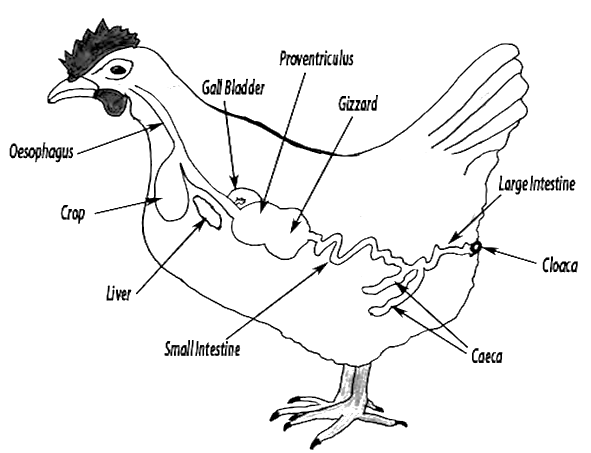 Proventriculus
Gall Bladder
Gizzard
Oesophagus
Large Intestine
Crop
Cloaca
Liver
Small Intestine
Caeca